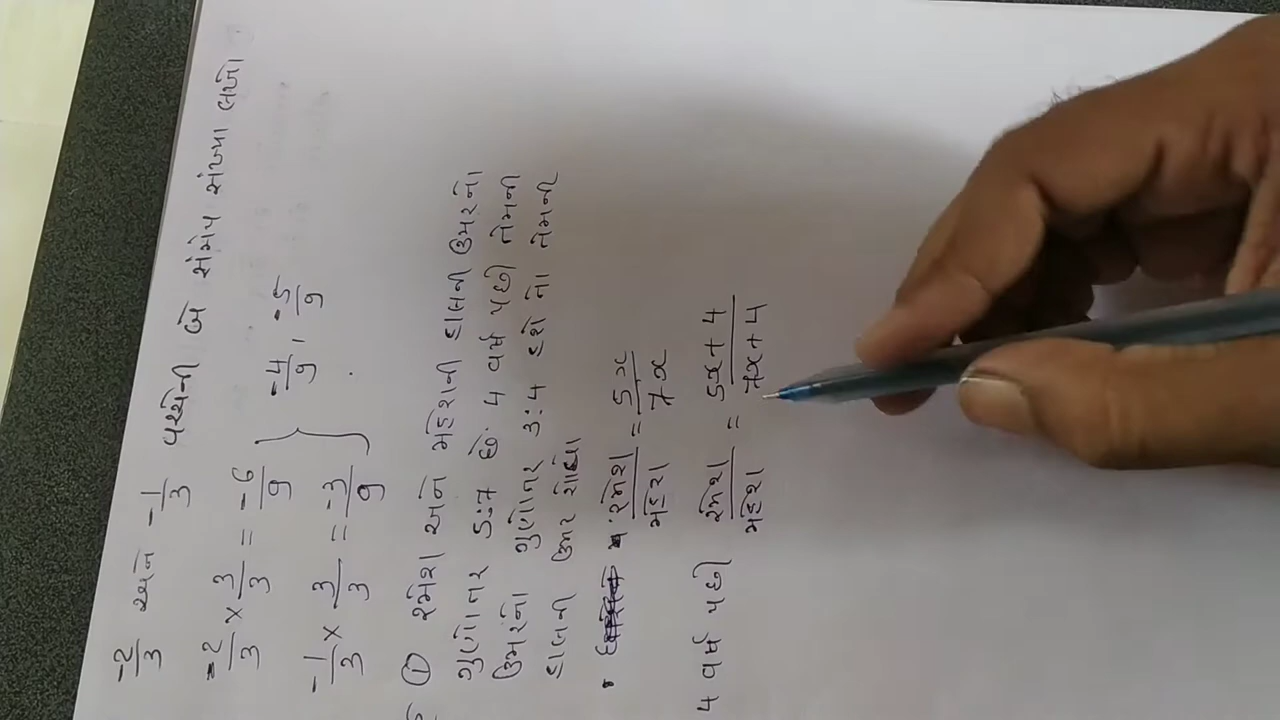 -2/3 અને -1/3 વચ્ચેની બે સંમેય સંખ્યા લખો.
-2/3 × 3/3 = -6/9
-1/3 × 3/3 = -3/9 } -4/9, -5/9
① રમેશ અને મહેશની હાલની ઉંમરનો
ગુણોત્તર 5:7 છે. 4 વર્ષ પછી તેમની
ઉંમરનો ગુણોત્તર 3:4 હશે તો તેમની
હાલની ઉંમર શોધો
રમેશ/મહેશ = 5x/7x
4 વર્ષ પછી રમેશ/મહેશ = 5x+4/7x+4